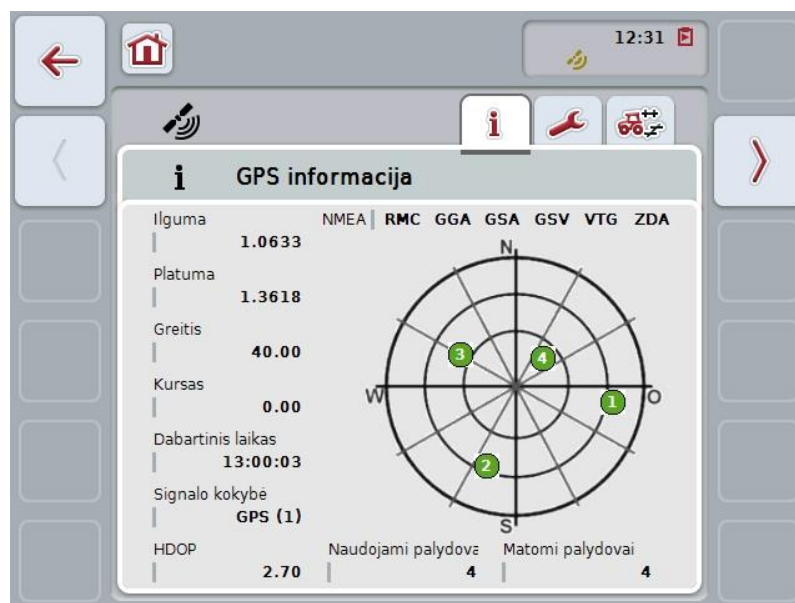 12:31
i
i GPS informacija
Ilguma
1.0633
NMEA RMC GGA GSA GSV VTG ZDA
Platuma
1.3618
Greitis
40.00
Kursas
0.00
Dabartinis laikas
13:00:03
Signalo kokybė
GPS (1)
HDOP
2.70
N
W
O
S
3
4
1
2
Naudojami palydova
4
Matomi palydovai
4